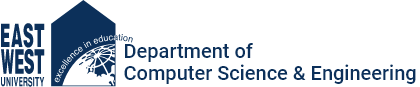 EAST
WEST
UNIVERSITY
excellence in education
Department of
Computer Science & Engineering